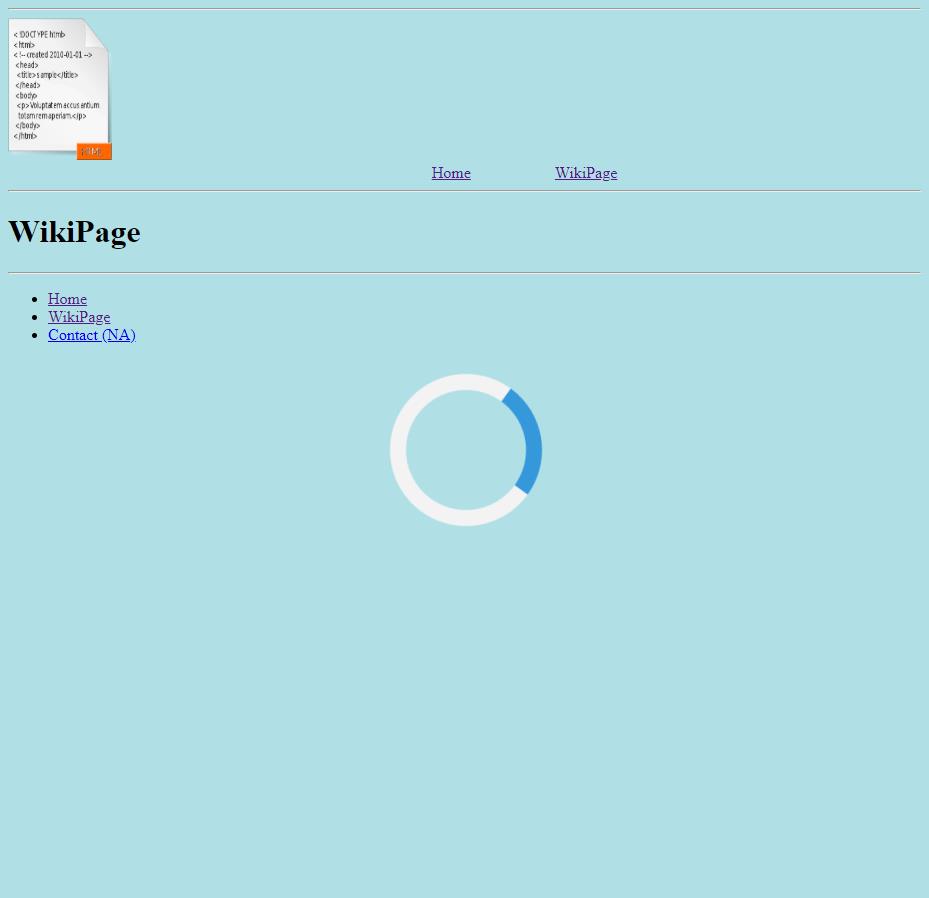 <!DOCTYPE html>
<html>
<!-- created 2010-01-01 -->
<head>
<title>sample</title>
</head>
<body>
<p>Voluptatem accusantium
totam rem aperiam.</p>
</body>
</html>
HTML
Home WikiPage
WikiPage
Home
WikiPage
Contact (NA)